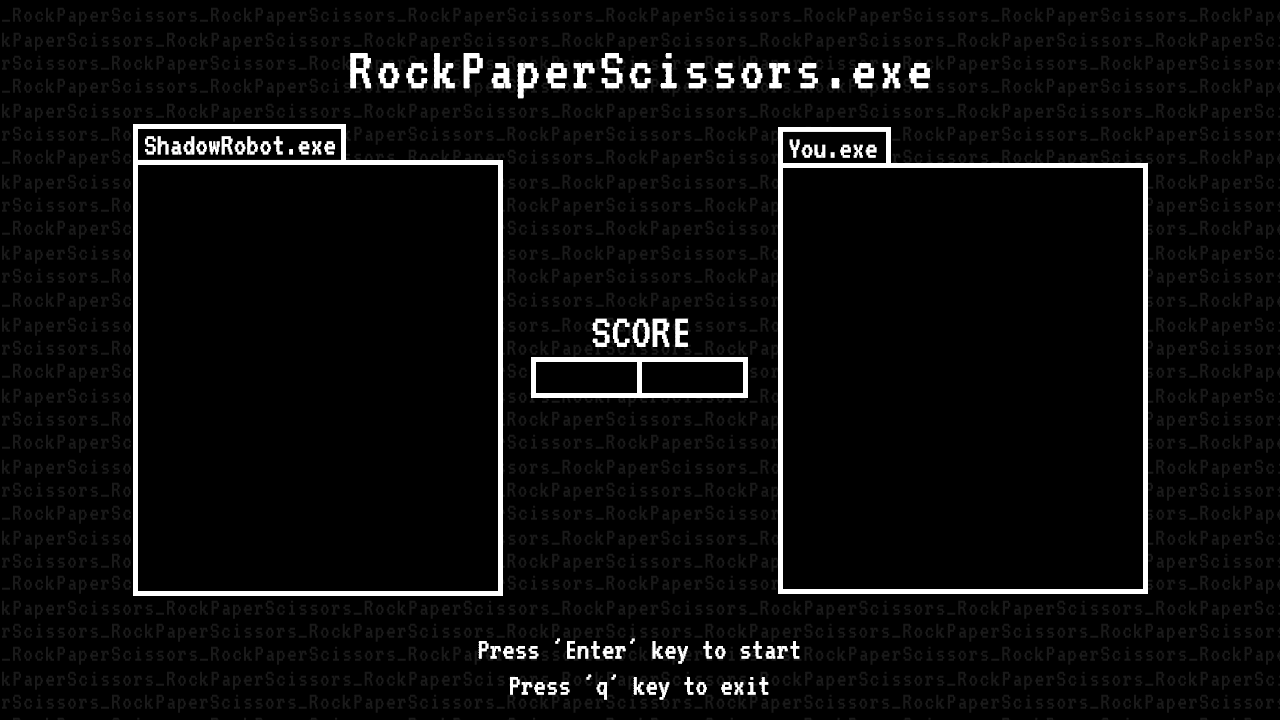 RockPaperScissors.exe
ShadowRobot.exe
You.exe
SCORE
Press 'Enter' key to start
Press 'q' key to exit